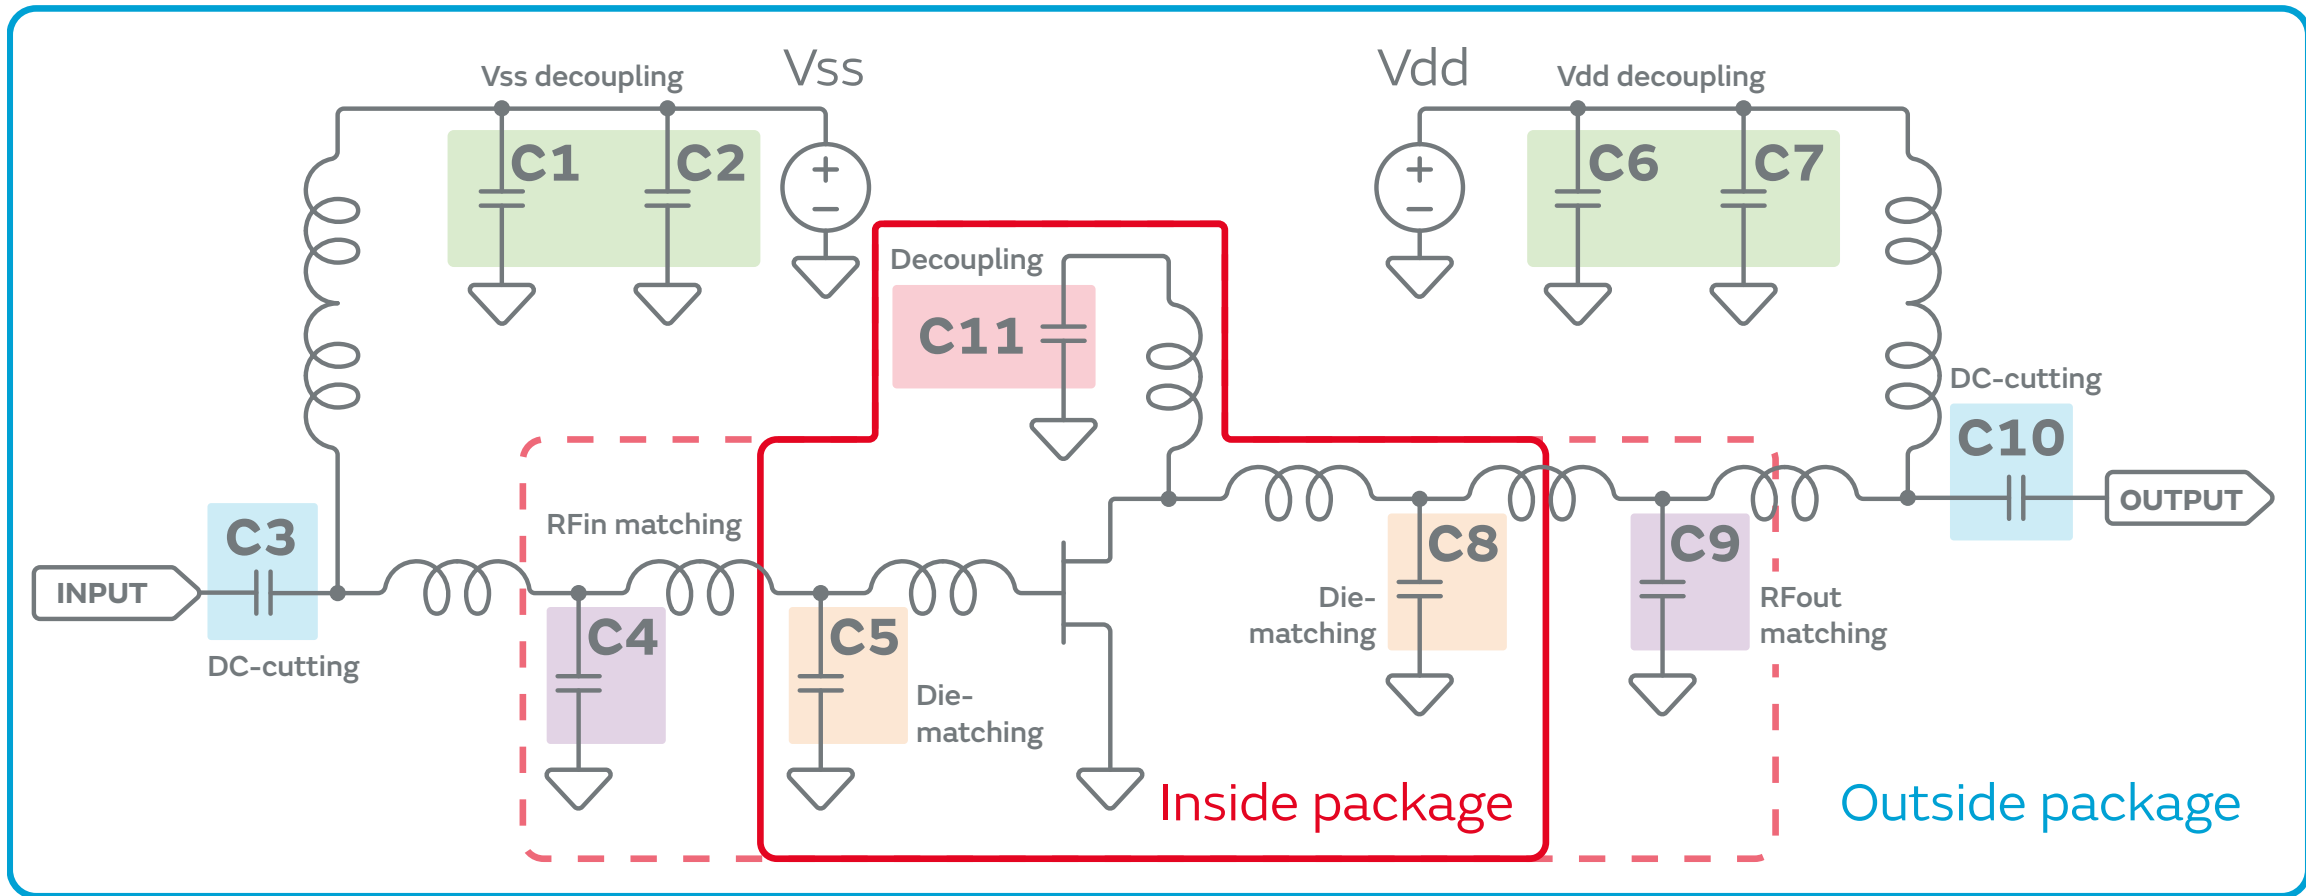 Vss decoupling
Vss
Vdd
Vdd decoupling
C1
C2
C6
C7
Decoupling
C11
DC-cutting
C10
OUTPUT
RFin matching
C3
INPUT
DC-cutting
C4
C5
Die-
matching
C8
Die-
matching
C9
RFout
matching
Inside package
Outside package